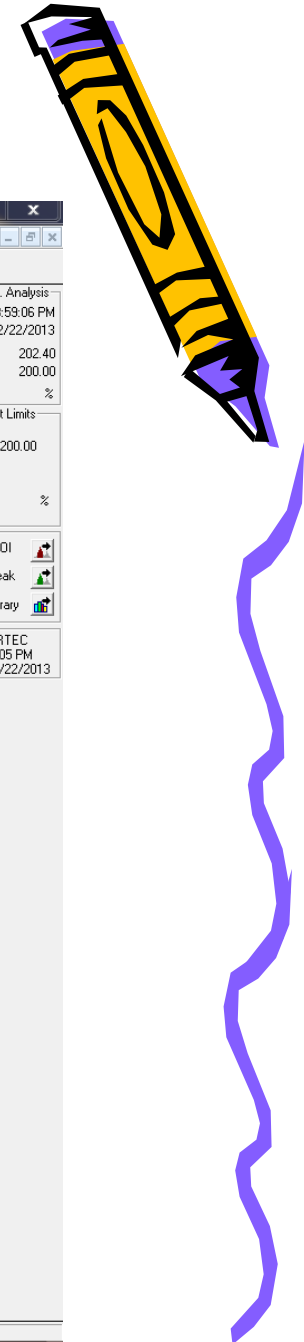 . Analysis
:59:06 PM
2/22/2013
202.40
200.00
%
t Limits
200.00
%
OI
eak
rary
RTEC
05 PM
/22/2013